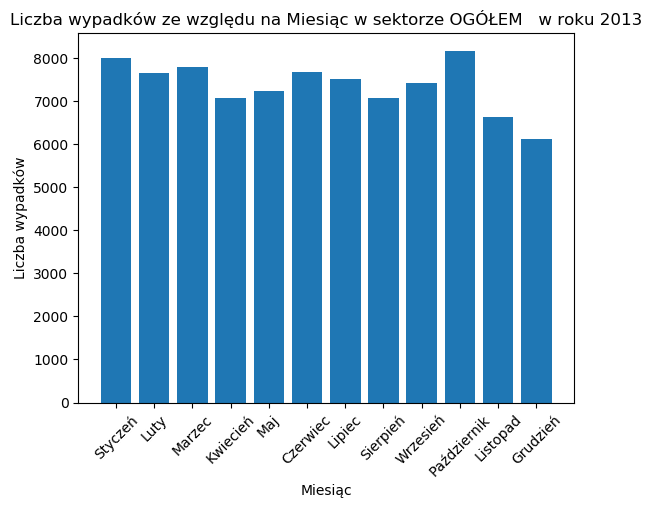 Liczba wypadków ze względu na Miesiąc w sektorze OGÓŁEM   w roku 2013
Liczba wypadków
8000
7000
6000
5000
4000
3000
2000
1000
0
Styczeń
Luty
Marzec
Kwiecień
Maj
Czerwiec
Lipiec
Sierpień
Wrzesień
Październik
Listopad
Grudzień
Miesiąc